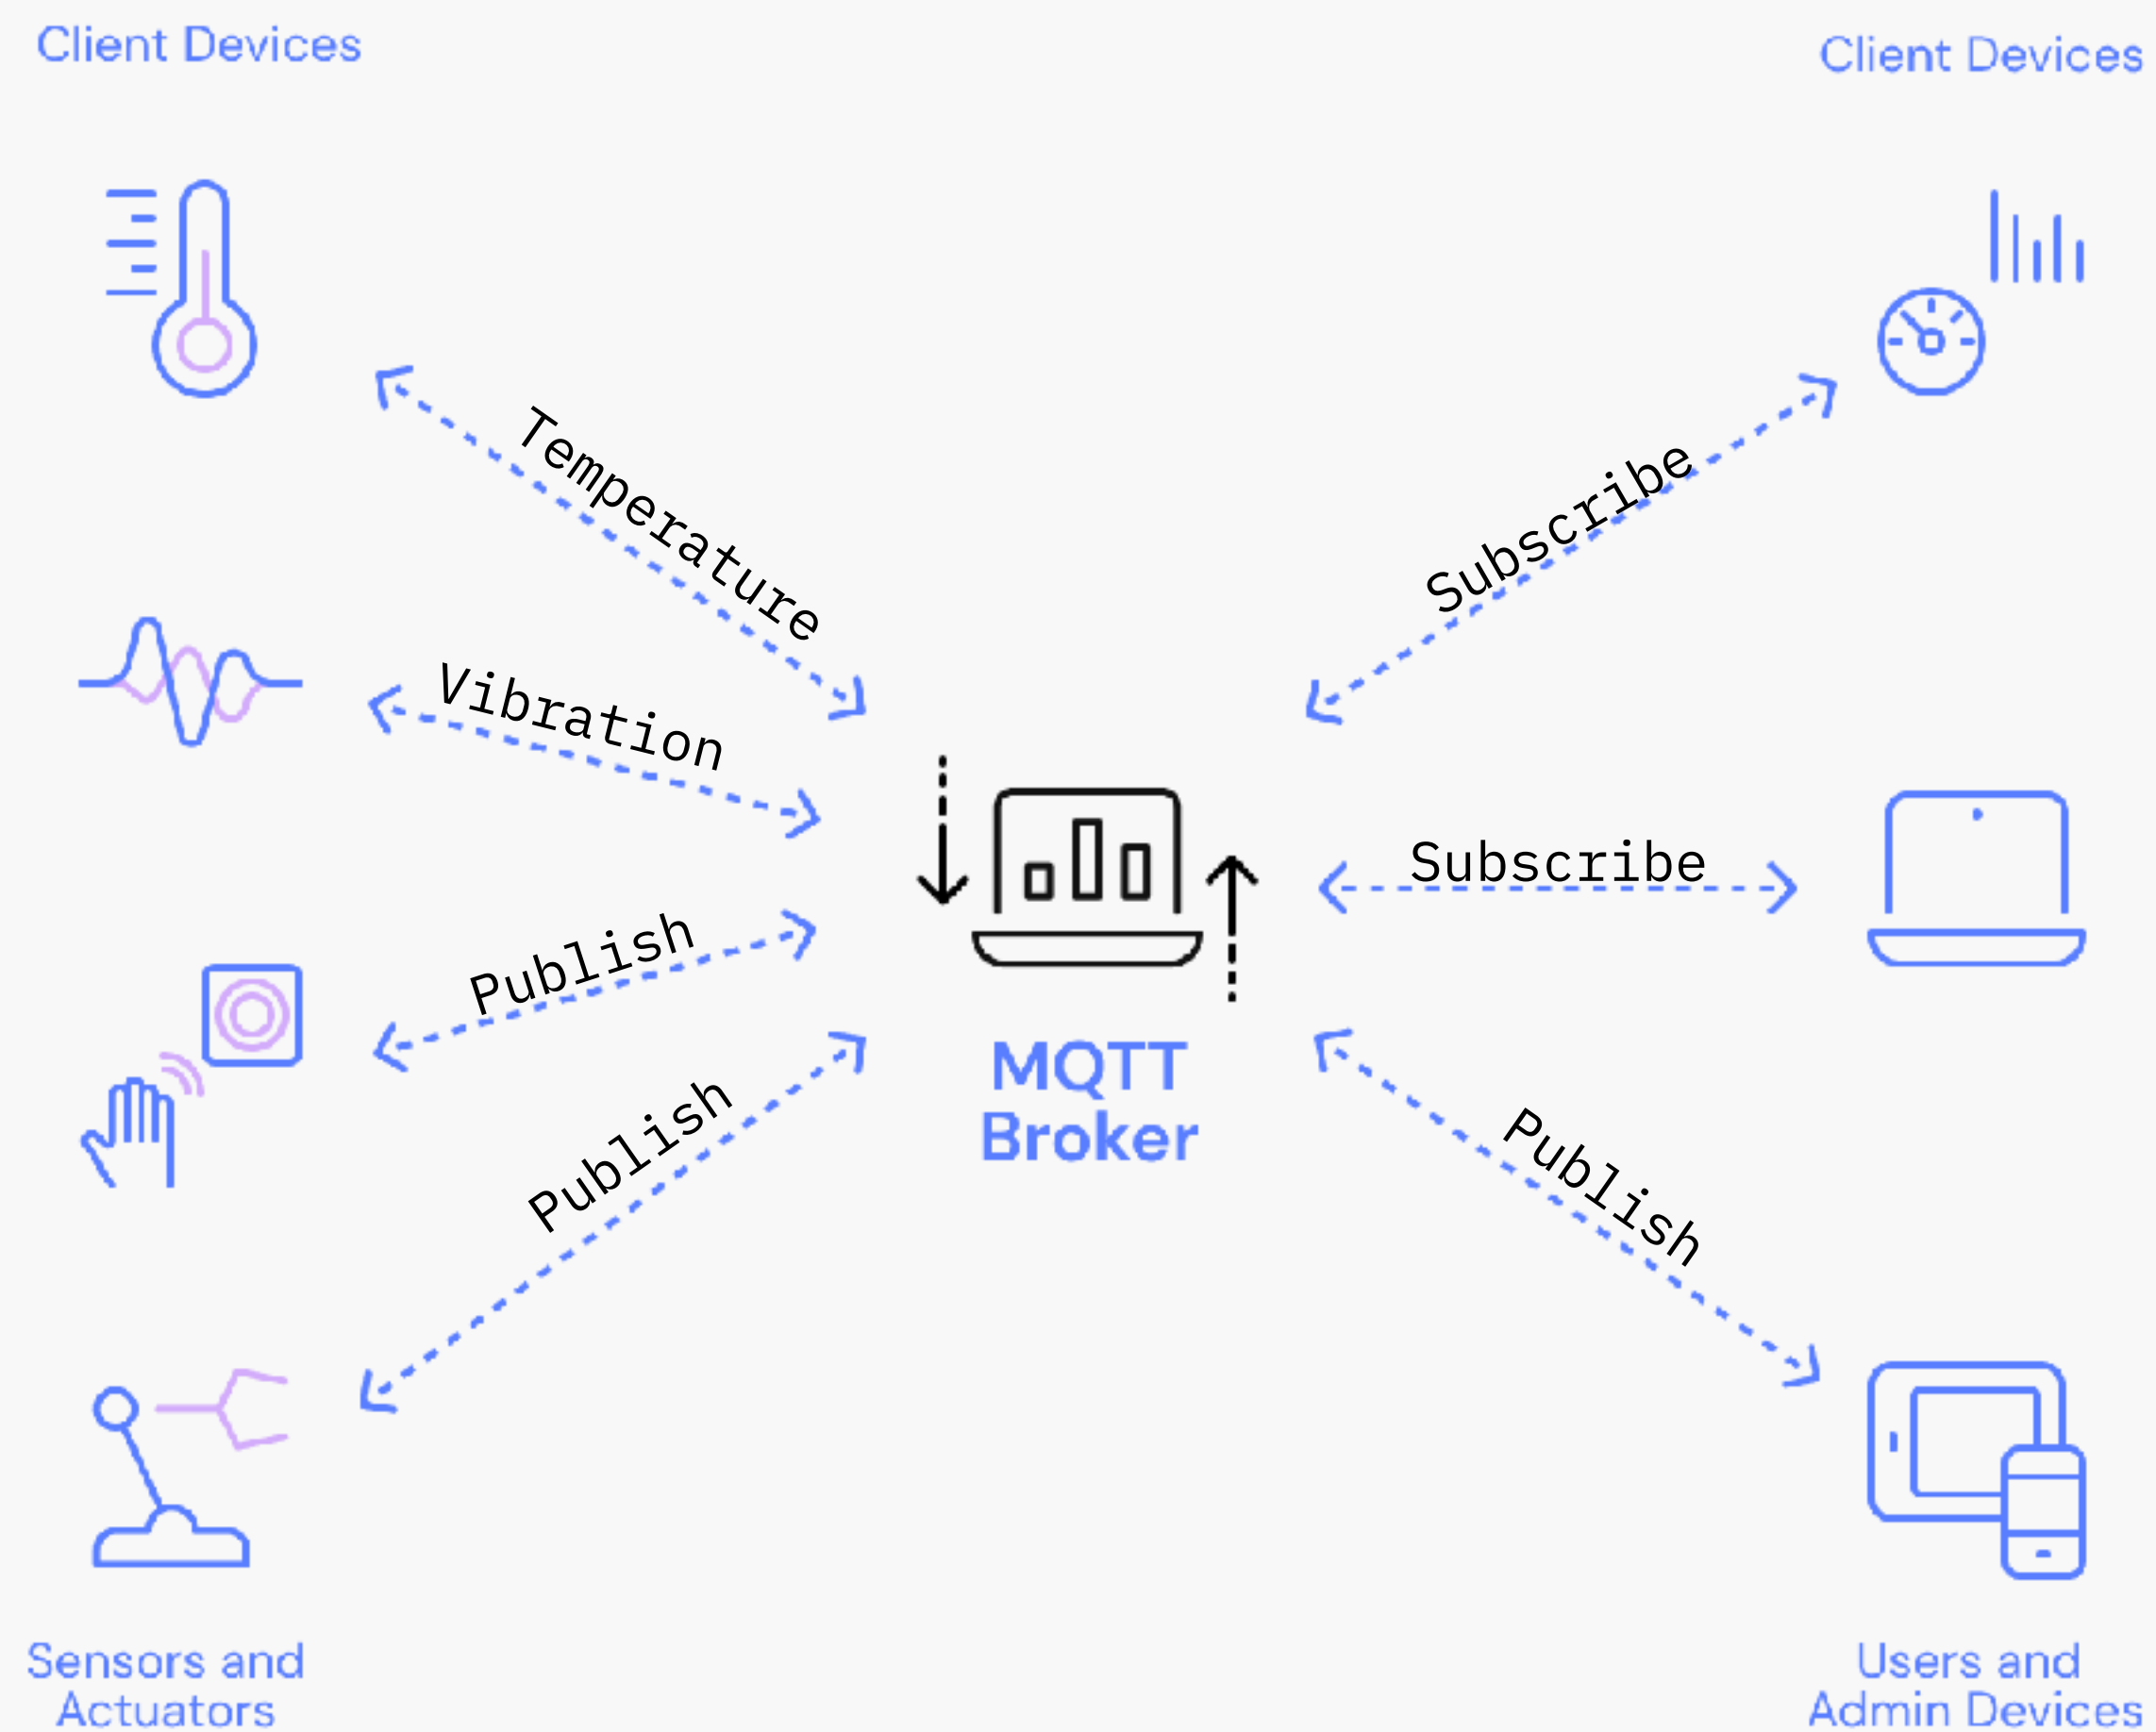 Client Devices
Client Devices
Temperature
Subscribe
Vibration
Subscribe
Publish
MQTT
Broker
Publish
Publish
Sensors and
Actuators
Users and
Admin Devices